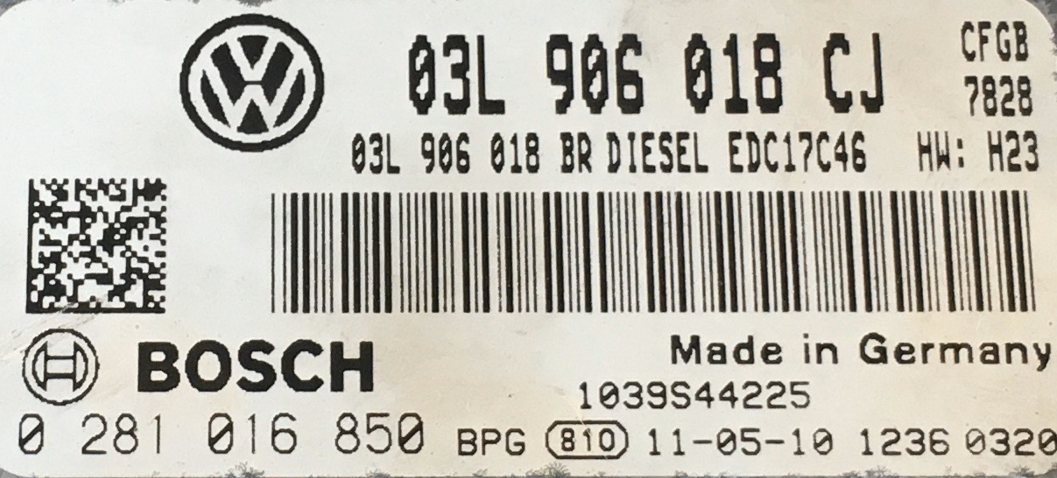 03L 906 018 CJ CFGB
7828
03L 906 018 BR DIESEL EDC17C46 HW: H23
BOSCH
Made in Germany
1039S44225
0 281 016 850 BPG 810 11-05-10 1236 0320